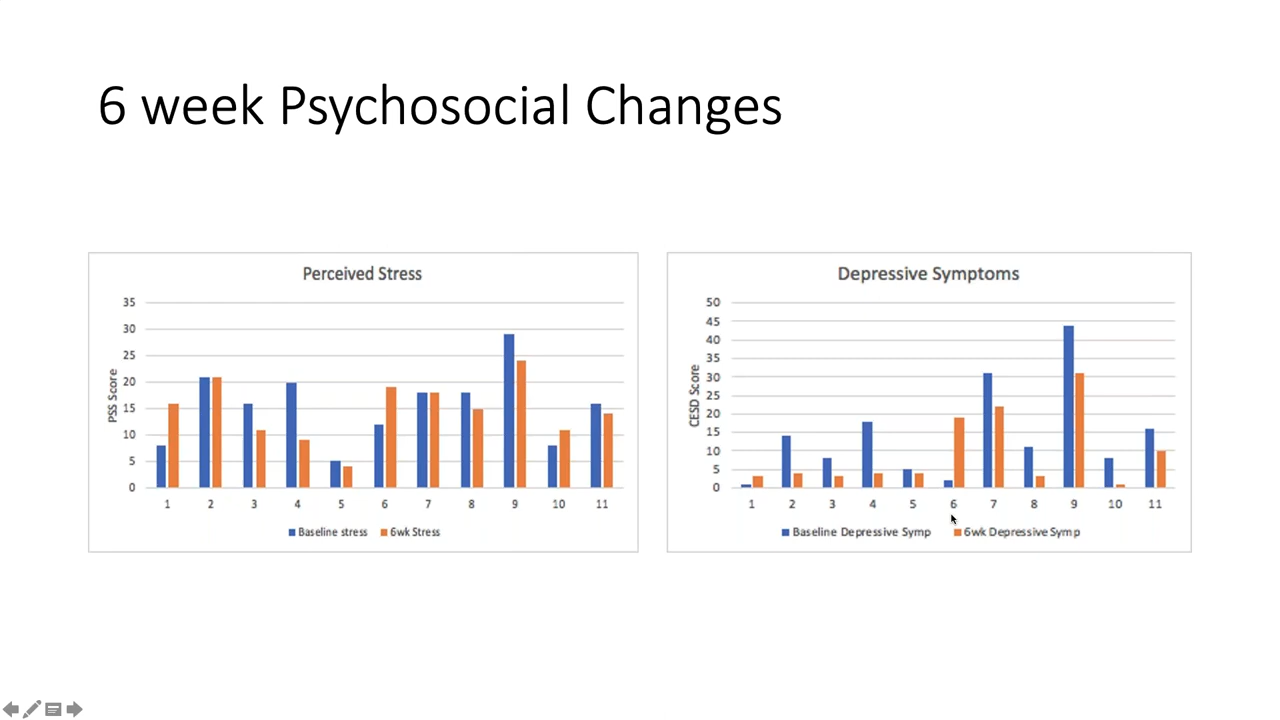 6 week Psychosocial Changes
Perceived Stress
35
30
25
20
15
10
5
0
PSS Score
1 2 3 4 5 6 7 8 9 10 11
Baseline stress 6wk Stress
Depressive Symptoms
50
45
40
35
30
25
20
15
10
5
0
CESD Score
1 2 3 4 5 6 7 8 9 10 11
Baseline Depressive Symp 6wk Depressive Symp